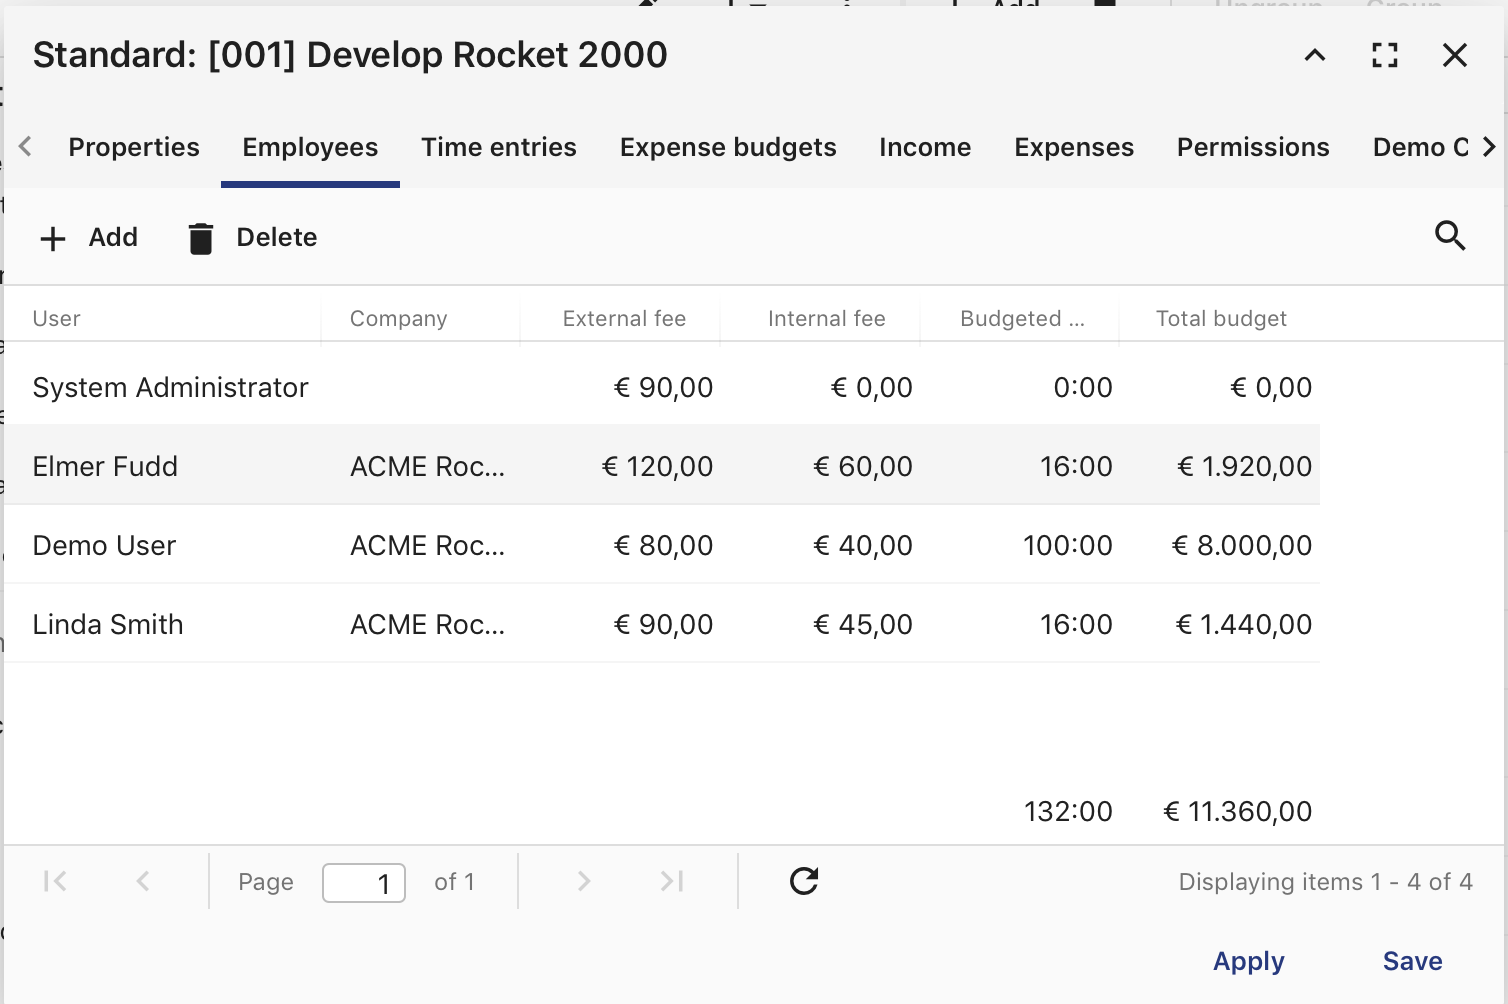 Add Ungroup Group
Standard: [001] Develop Rocket 2000
Properties Employees Time entries Expense budgets Income Expenses Permissions Demo C
Add Delete
User Company External fee Internal fee Budgeted ... Total budget
System Administrator € 90,00 € 0,00 0:00 € 0,00
Elmer Fudd ACME Roc... € 120,00 € 60,00 16:00 € 1.920,00
Demo User ACME Roc... € 80,00 € 40,00 100:00 € 8.000,00
Linda Smith ACME Roc... € 90,00 € 45,00 16:00 € 1.440,00
132:00 € 11.360,00
Page 1 of 1 Displaying items 1 - 4 of 4
Apply Save